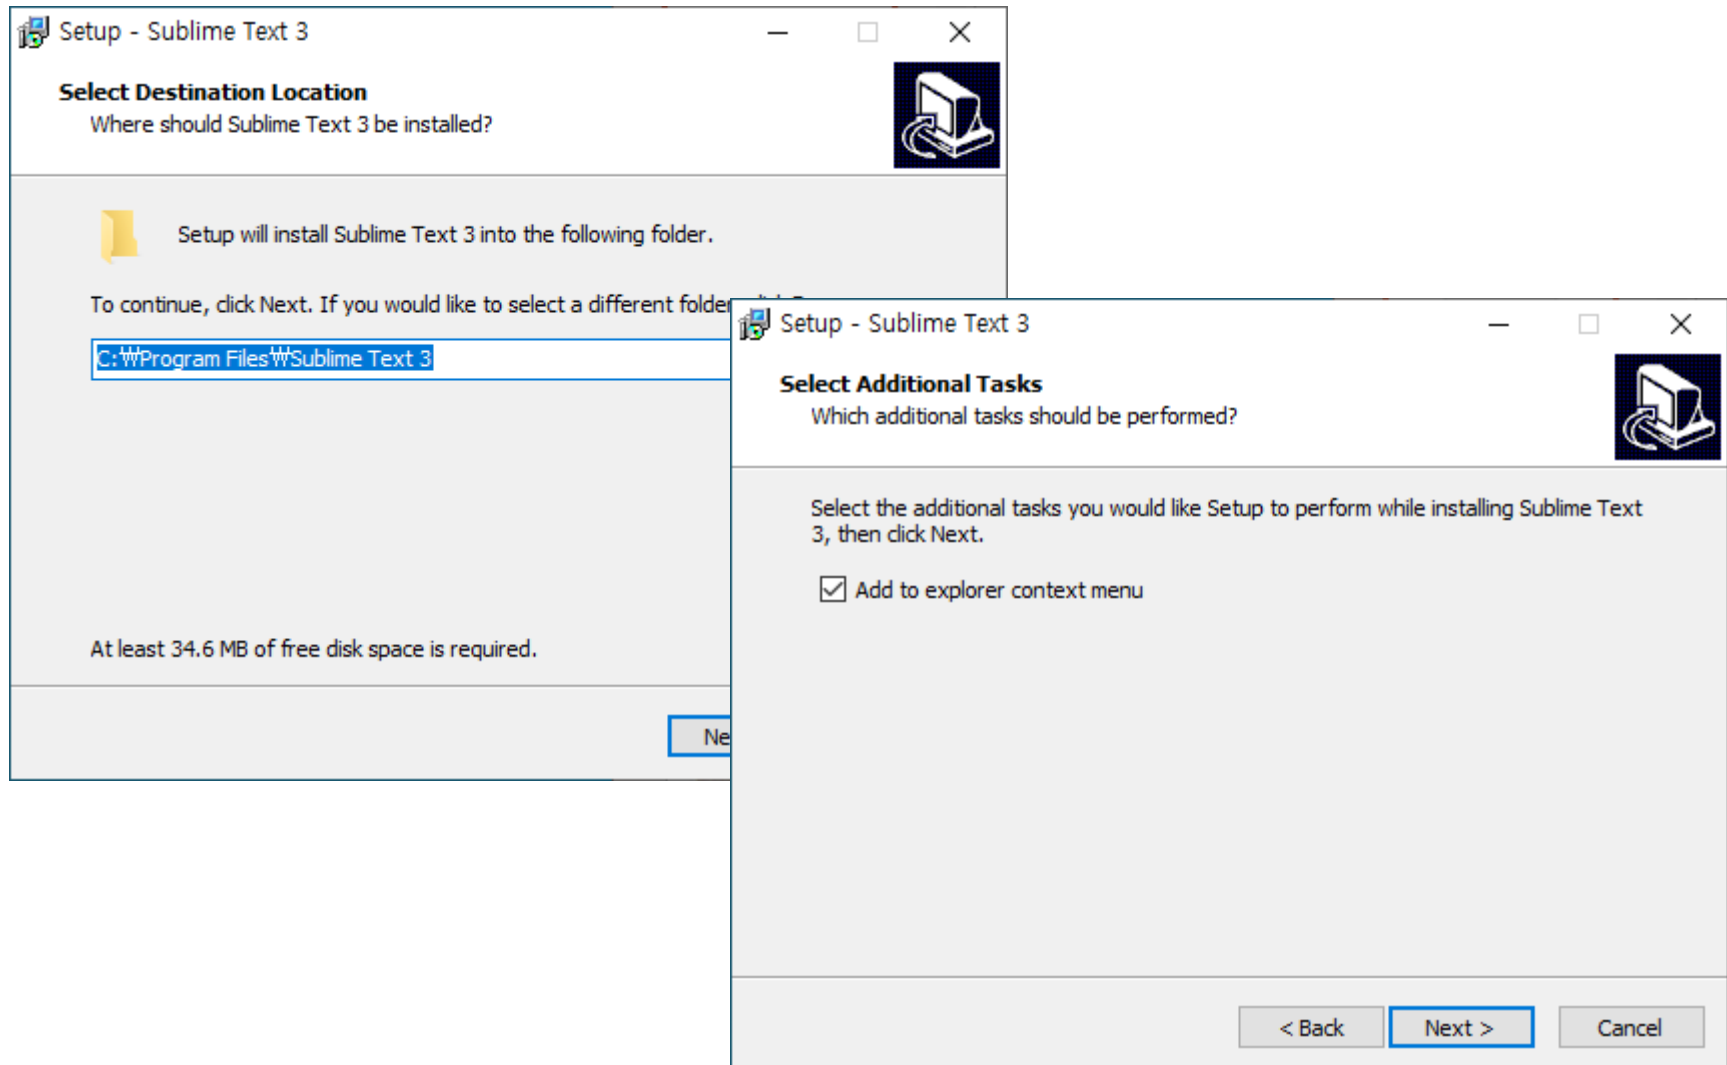 Setup - Sublime Text 3
Select Destination Location
Where should Sublime Text 3 be installed?
Setup will install Sublime Text 3 into the following folder.
To continue, click Next. If you would like to select a different folder
C:₩Program Files₩Sublime Text 3
At least 34.6 MB of free disk space is required.
Ne
Setup - Sublime Text 3
Select Additional Tasks
Which additional tasks should be performed?
Select the additional tasks you would like Setup to perform while installing Sublime Text
3, then click Next.
Add to explorer context menu
< Back
Next >
Cancel